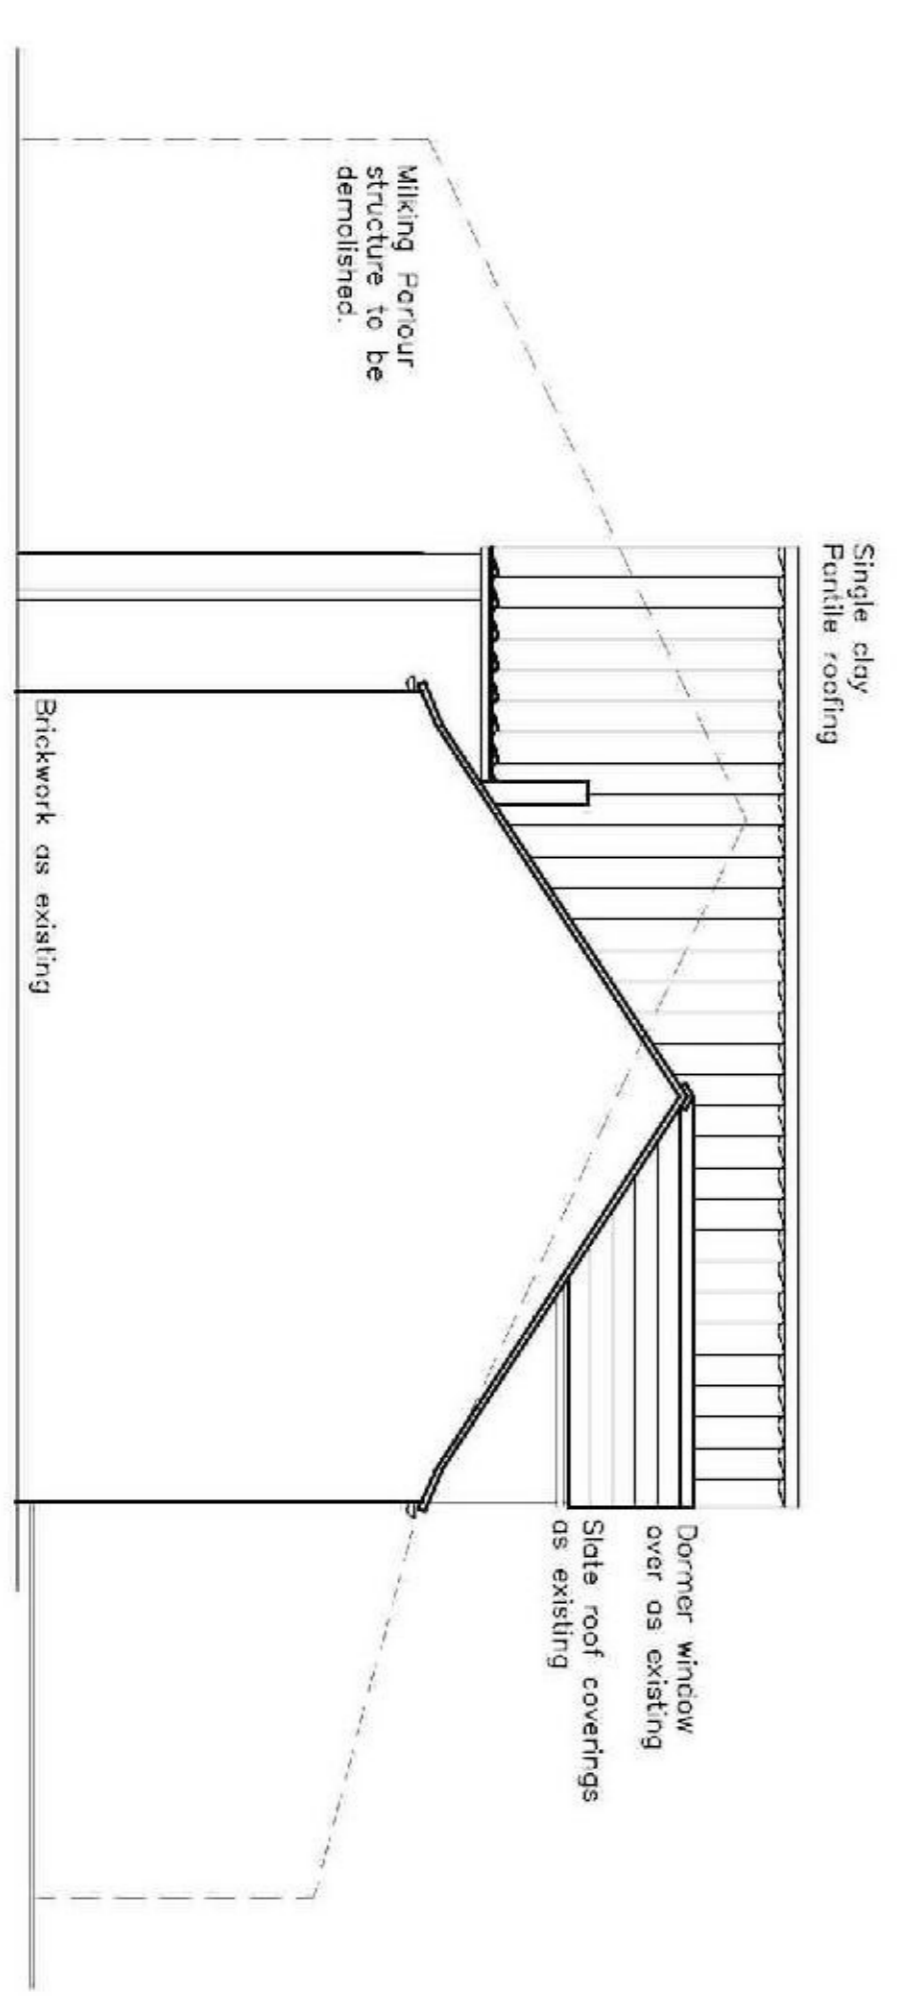 Single clay
Pantile roofing
Milking Parlour
structure to be
demolished.
Dormer window
over as existing
Slate roof coverings
as existing
Brickwork as existing